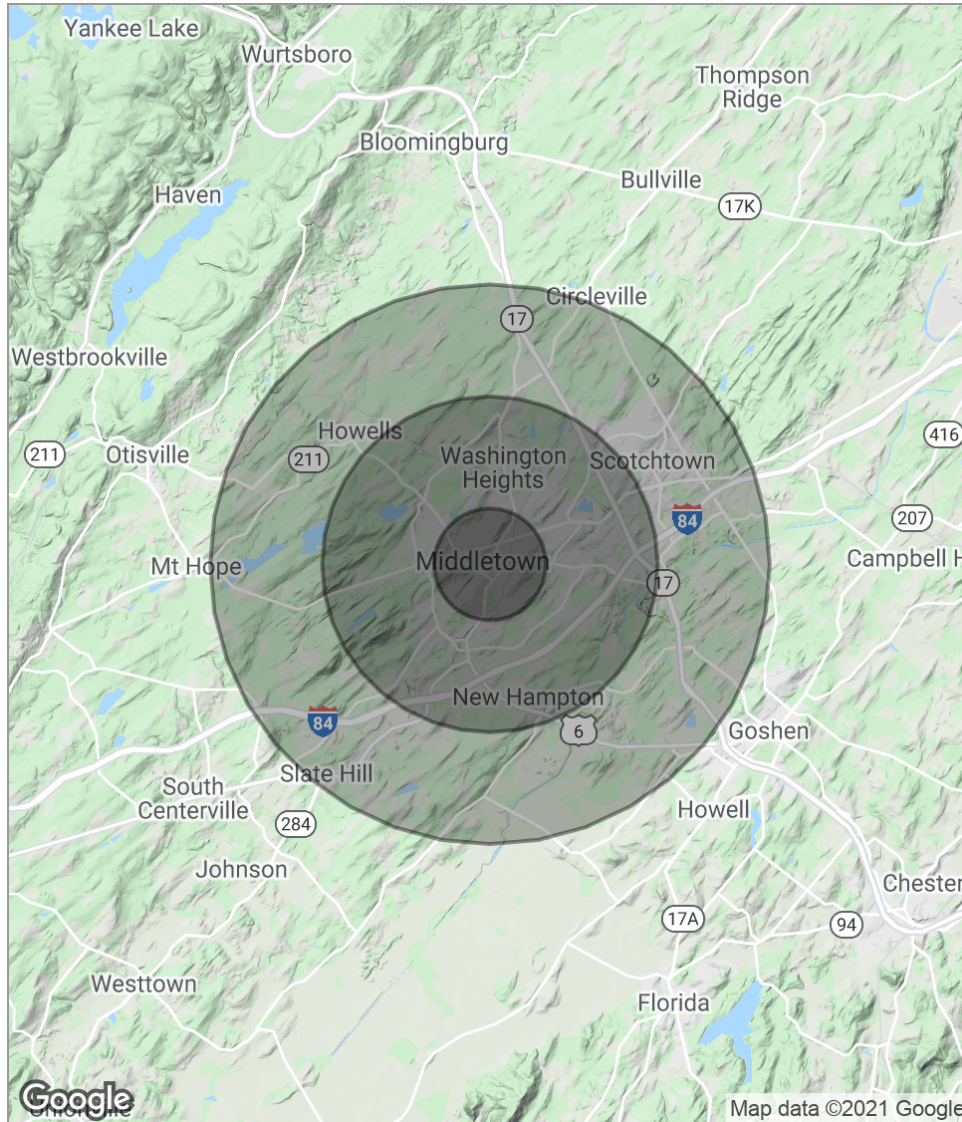 Yankee Lake
Wurtsboro
Thompson
Ridge
Bloomingburg
Bullville
Haven
17K
Circleville
17
Westbrookville
Howells
416
211
Otisville
211
Washington
Heights
Scotchtown
84
207
Middletown
Mt Hope
Campbell H
17
New Hampton
84
6
Goshen
Slate Hill
South
Centerville
Howell
284
Johnson
Chester
17A
94
Westtown
Florida
Google
Map data ©2021 Google